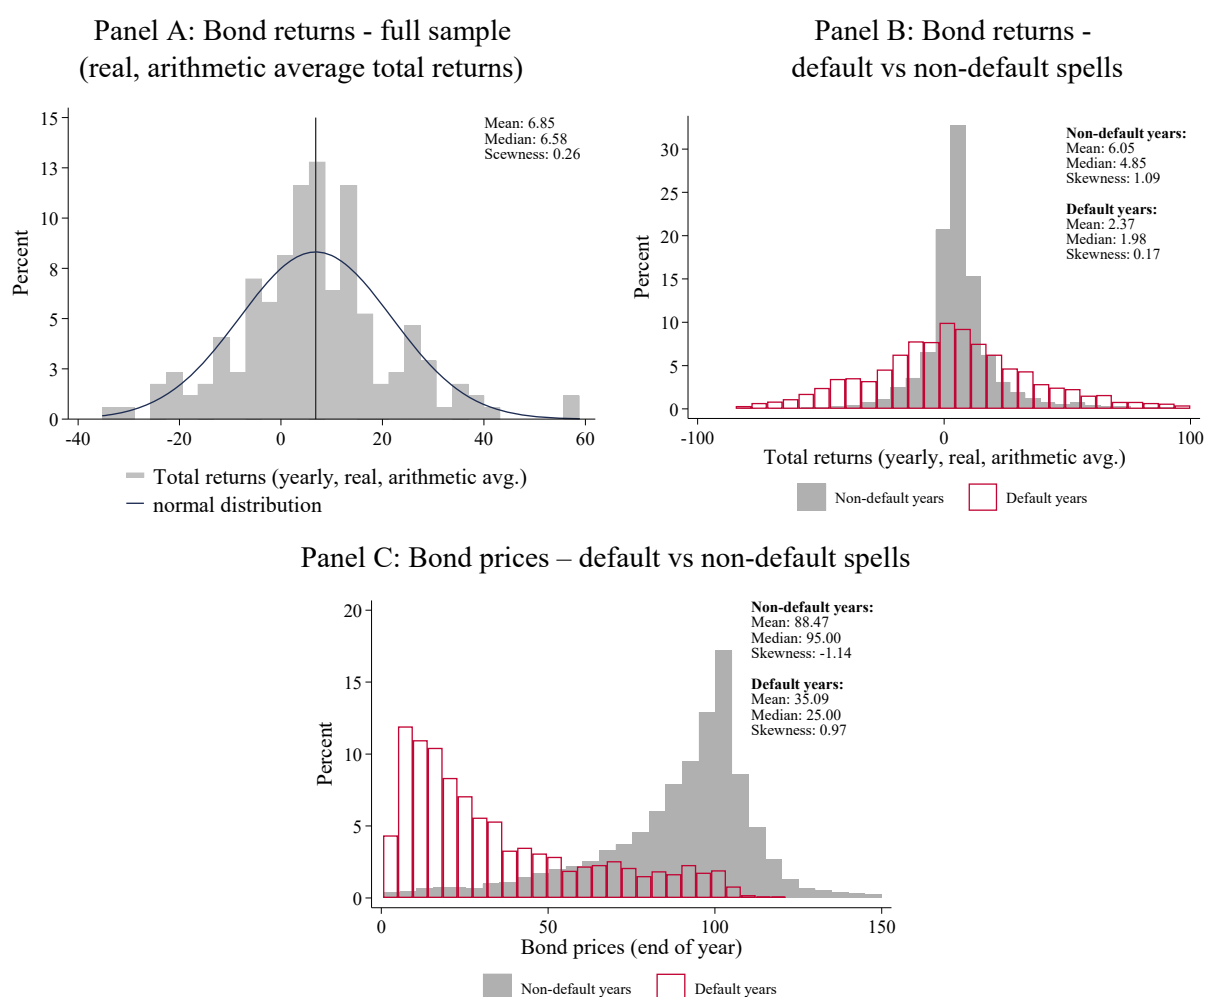 Panel A: Bond returns - full sample
(real, arithmetic average total returns)
15
13
10
8
5
3
0
Percent
-40
-20
0
20
40
60
Mean: 6.85
Median: 6.58
Scewness: 0.26
Total returns (yearly, real, arithmetic avg.)
normal distribution
Panel B: Bond returns -
default vs non-default spells
30
25
20
15
10
5
0
Percent
-100
0
100
Total returns (yearly, real, arithmetic avg.)
Non-default years:
Mean: 6.05
Median: 4.85
Skewness: 1.09
Default years:
Mean: 2.37
Median: 1.98
Skewness: 0.17
Non-default years
Default years
Panel C: Bond prices – default vs non-default spells
20
15
10
5
0
Percent
0
50
100
150
Bond prices (end of year)
Non-default years:
Mean: 88.47
Median: 95.00
Skewness: -1.14
Default years:
Mean: 35.09
Median: 25.00
Skewness: 0.97
Non-default years
Default years